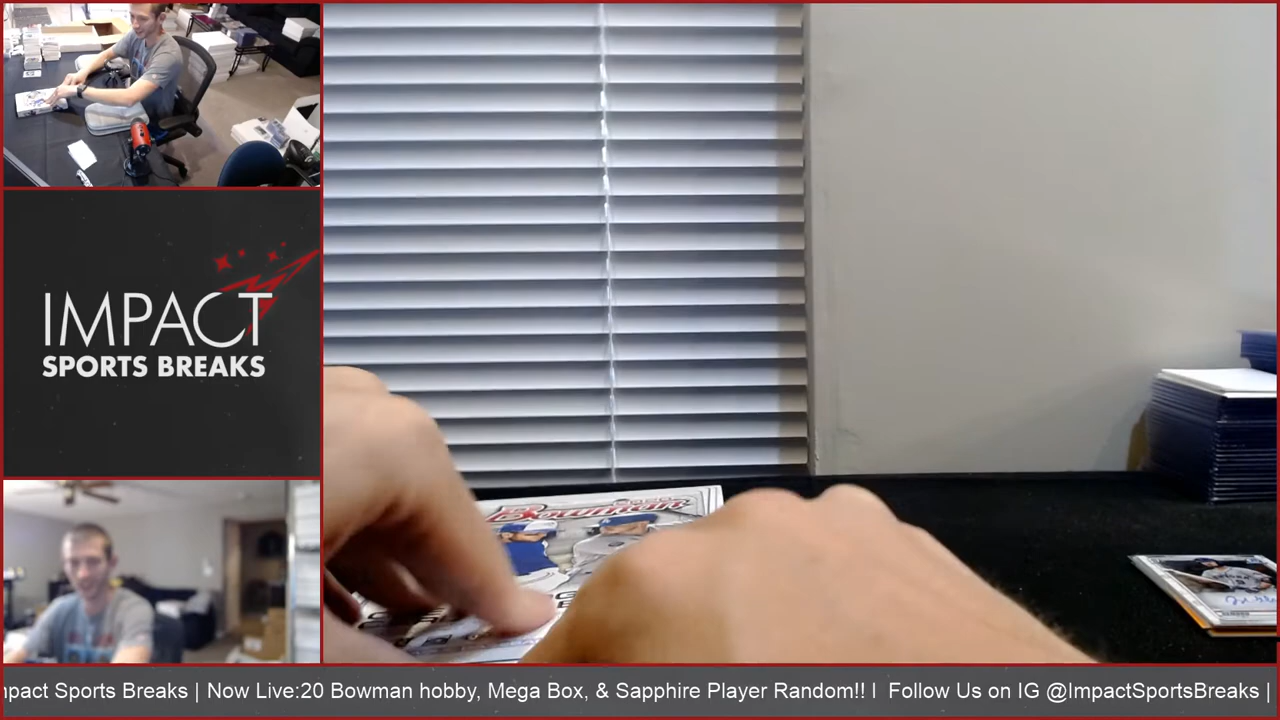 IMPACT
SPORTS BREAKS
Bowman
mpact Sports Breaks | Now Live:20 Bowman hobby, Mega Box, & Sapphire Player Random!! I Follow Us on IG @ImpactSportsBreaks |